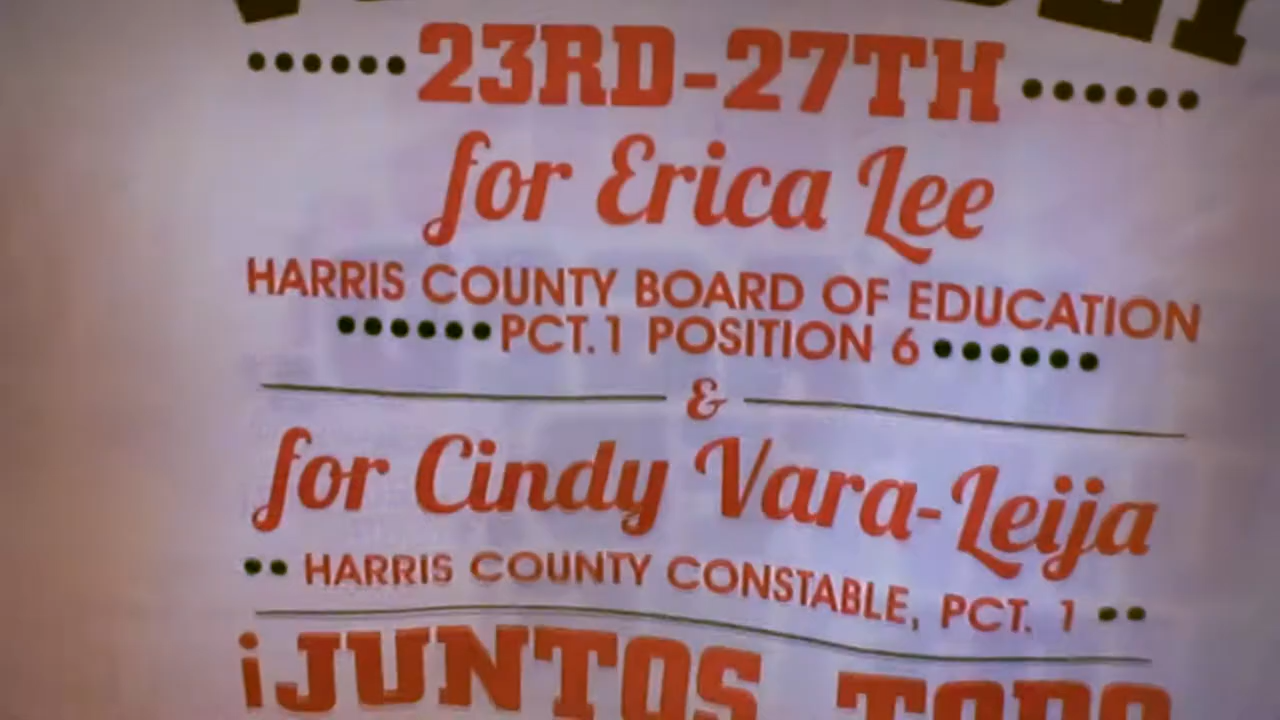 23RD-27TH
for Erica Lee
HARRIS COUNTY BOARD OF EDUCATION
PCT. 1 POSITION 6
&
for Cindy Vara-Leija
HARRIS COUNTY CONSTABLE, PCT. 1
¡JUNTOS